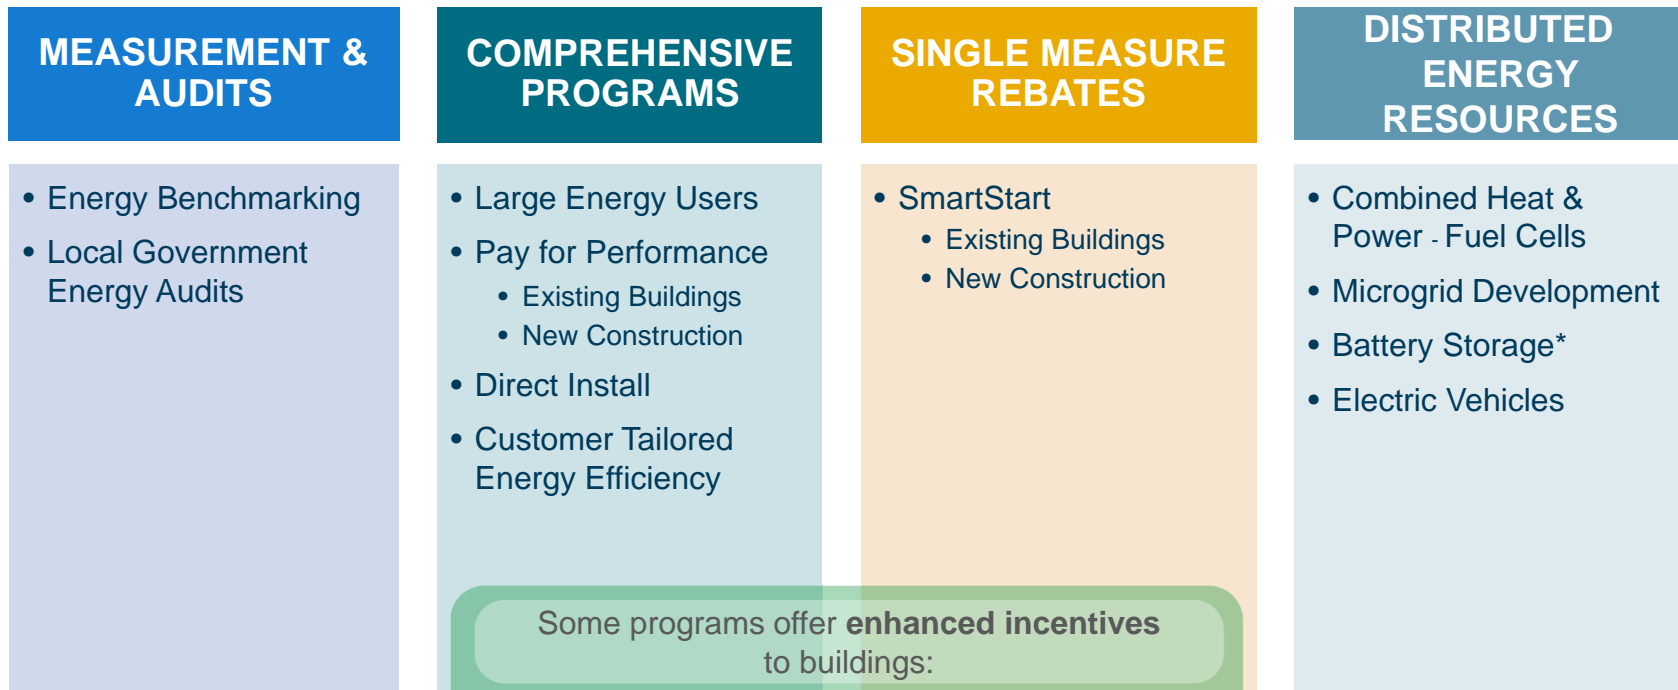 MEASUREMENT &
AUDITS
• Energy Benchmarking
• Local Government
Energy Audits
COMPREHENSIVE
PROGRAMS
• Large Energy Users
• Pay for Performance
• Existing Buildings
• New Construction
• Direct Install
• Customer Tailored
Energy Efficiency
SINGLE MEASURE
REBATES
• SmartStart
• Existing Buildings
• New Construction
DISTRIBUTED
ENERGY
RESOURCES
• Combined Heat &
Power - Fuel Cells
• Microgrid Development
• Battery Storage*
• Electric Vehicles
Some programs offer enhanced incentives
to buildings: